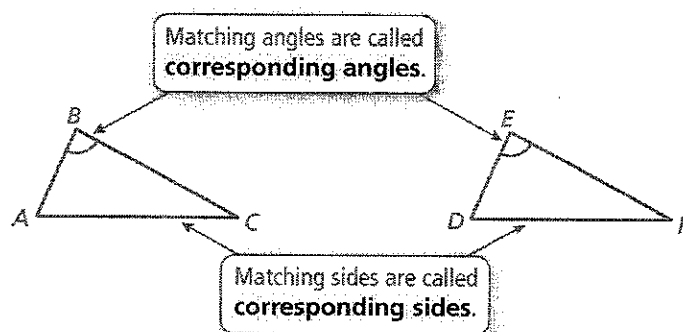 Matching angles are called
corresponding angles.
B
E
A
C
D
Matching sides are called
corresponding sides.